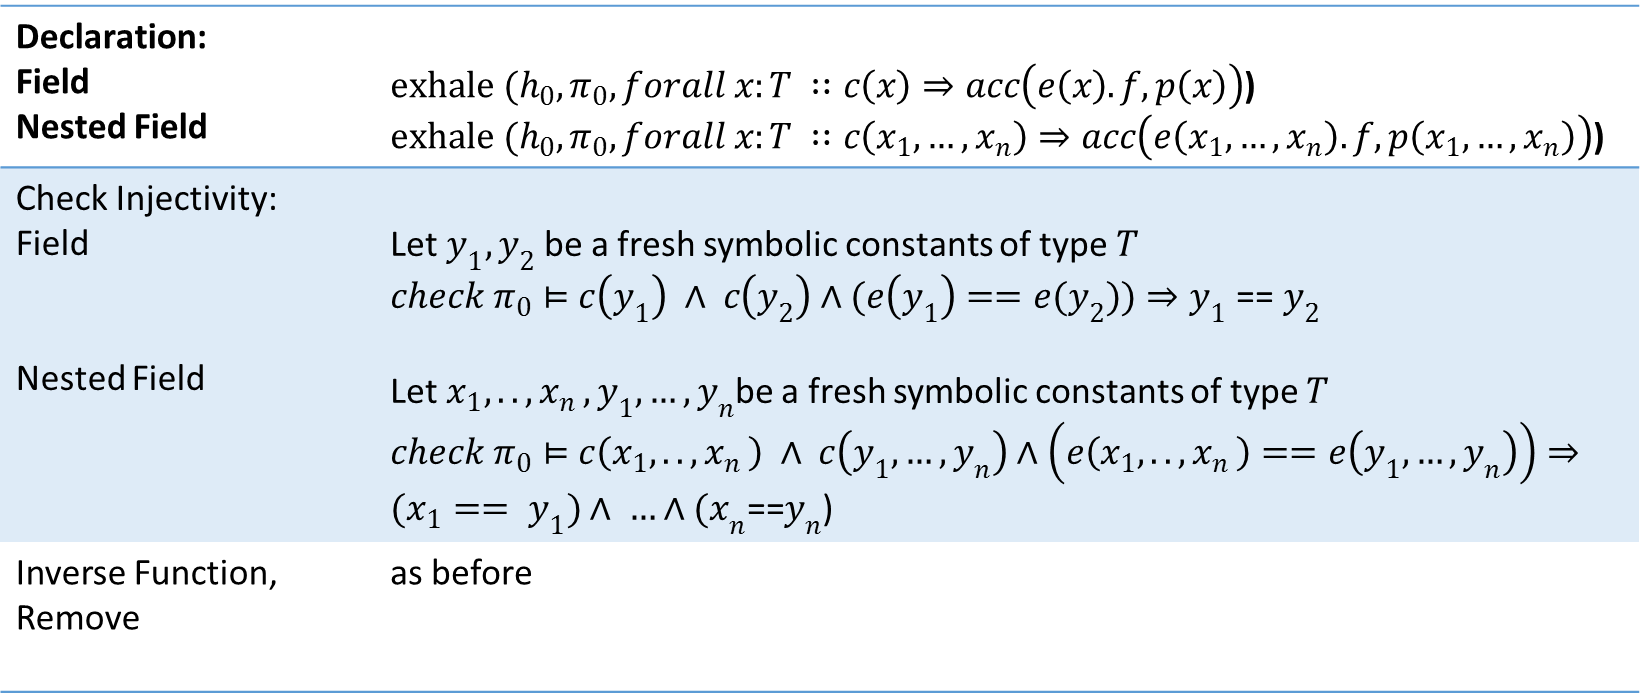 Declaration:
Field exhale (h₀, π₀, forall x: T :: c(x) ⇒ acc(e(x). f, p(x)))
Nested Field exhale (h₀, π₀, forall x: T :: c(x₁, … , xₙ) ⇒ acc(e(x₁, … , xₙ). f, p(x₁, … , xₙ)))
Check Injectivity:
Field Let y₁, y₂ be a fresh symbolic constants of type T
check π₀ ⊨ c(y₁) ∧ c(y₂) ∧ (e(y₁) == e(y₂)) ⇒ y₁ == y₂
Nested Field Let x₁, . . , xₙ , y₁, … , yₙ be a fresh symbolic constants of type T
check π₀ ⊨ c(x₁, . . , xₙ ) ∧ c(y₁, … , yₙ) ∧ (e(x₁, . . , xₙ ) == e(y₁, … , yₙ)) ⇒
(x₁ == y₁) ∧ … ∧ (xₙ==yₙ)
Inverse Function, as before
Remove